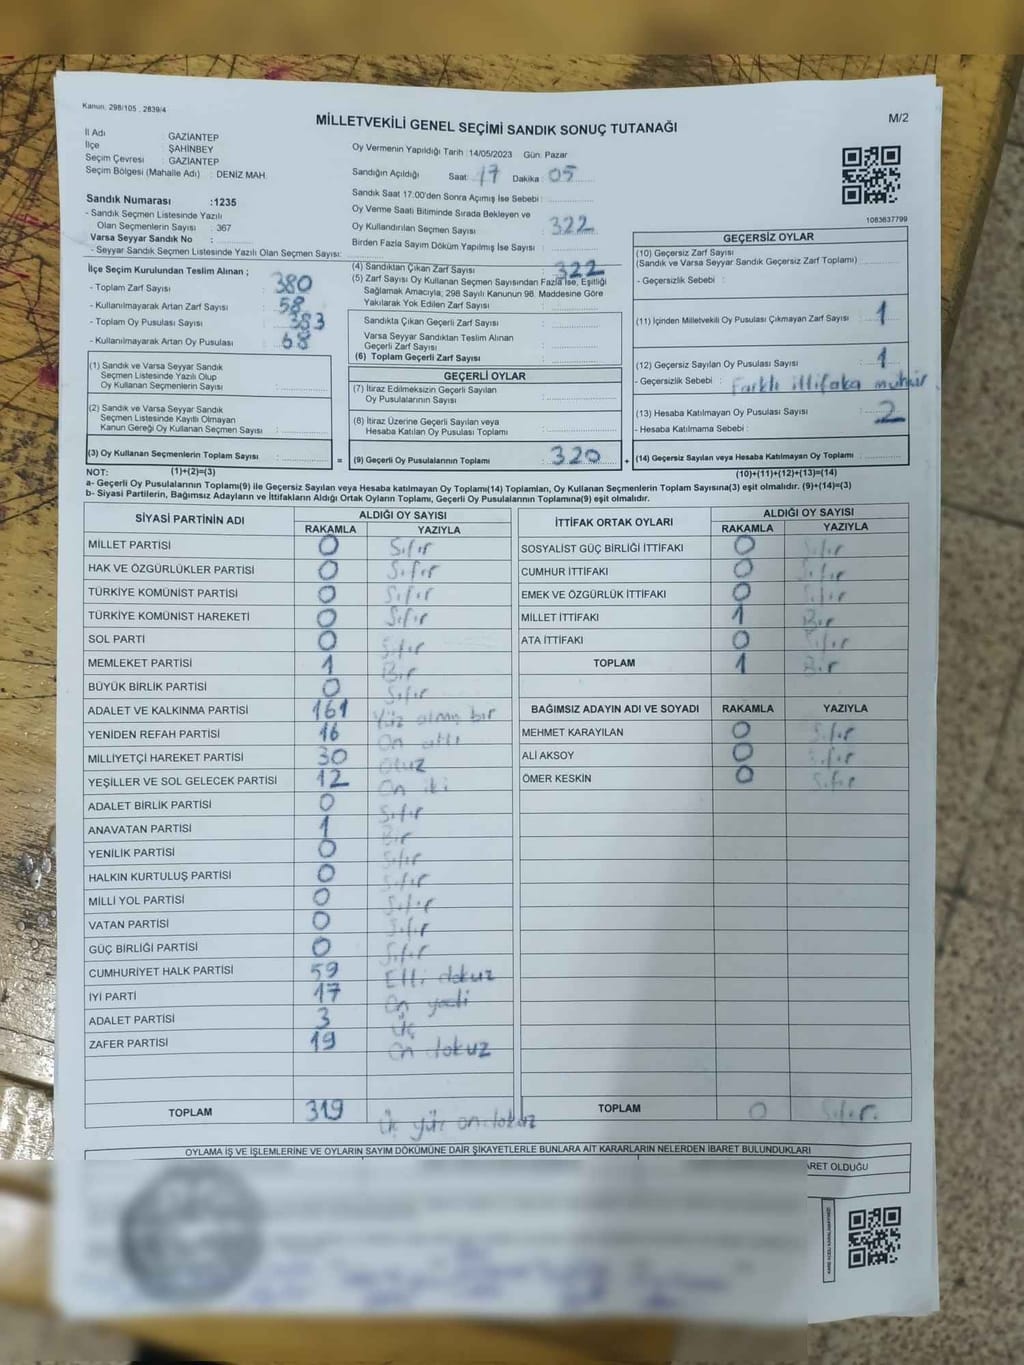 Kanun, 298/105 , 2839/4
MİLLETVEKİLİ GENEL SEÇİMİ SANDIK SONUÇ TUTANAĞI
M/2
İl Adı : GAZİANTEP
İlçe : ŞAHİNBEY
Seçim Çevresi : GAZİANTEP
Seçim Bölgesi (Mahalle Adı) : DENİZ MAH.
Sandık Numarası :1235
- Sandık Seçmen Listesinde Yazılı
Olan Seçmenlerin Sayısı : 367
Varsa Seyyar Sandık No :
- Seyyar Sandık Seçmen Listesinde Yazılı Olan Seçmen Sayısı:
Oy Vermenin Yapıldığı Tarih :14/05/2023 Gün: Pazar
Sandığın Açıldığı Saat: 17 Dakika : 05
Sandık Saat 17:00'den Sonra Açımış İse Sebebi :
Oy Verme Saati Bitiminde Sırada Bekleyen ve
Oy Kullandırılan Seçmen Sayısı : 322
Birden Fazla Sayım Döküm Yapılmış İse Sayısı :
1083637799
İlçe Seçim Kurulundan Teslim Alınan ;
- Toplam Zarf Sayısı : 380
- Kullanılmayarak Artan Zarf Sayısı : 58
- Toplam Oy Pusulası Sayısı : 383
- Kullanılmayarak Artan Oy Pusulası : 68
(4) Sandıktan Çıkan Zarf Sayısı : 322
(5) Zarf Sayısı Oy Kullanan Seçmen Sayısından Fazla İse, Eşitliği
Sağlamak Amacıyla, 298 Sayılı Kanunun 98. Maddesine Göre
Yakılarak Yok Edilen Zarf Sayısı :
Sandıkta Çıkan Geçerli Zarf Sayısı :
Varsa Seyyar Sandıktan Teslim Alınan
Geçerli Zarf Sayısı :
(6) Toplam Geçerli Zarf Sayısı :
GEÇERSİZ OYLAR
(10) Geçersiz Zarf Sayısı
(Sandık ve Varsa Seyyar Sandık Geçersiz Zarf Toplamı) :
- Geçersizlik Sebebi :
(11) İçinden Milletvekili Oy Pusulası Çıkmayan Zarf Sayısı : 1
(12) Geçersiz Sayılan Oy Pusulası Sayısı : 1
- Geçersizlik Sebebi : Farklı ittifaka mühür
(13) Hesaba Katılmayan Oy Pusulası Sayısı : 2
- Hesaba Katılmama Sebebi :
(14) Geçersiz Sayılan veya Hesaba Katılmayan Oy Toplamı :
(10)+(11)+(12)+(13)=(14)
(1) Sandık ve Varsa Seyyar Sandık
Seçmen Listesinde Yazılı Olup
Oy Kullanan Seçmenlerin Sayısı :
(2) Sandık ve Varsa Seyyar Sandık
Seçmen Listesinde Kayıtlı Olmayan
Kanun Gereği Oy Kullanan Seçmen Sayısı :
(3) Oy Kullanan Seçmenlerin Toplam Sayısı :
=
GEÇERLİ OYLAR
(7) İtiraz Edilmeksizin Geçerli Sayılan
Oy Pusulalarının Sayısı :
(8) İtiraz Üzerine Geçerli Sayılan veya
Hesaba Katılan Oy Pusulası Toplamı :
(9) Geçerli Oy Pusulalarının Toplamı : 320
+
NOT: (1)+(2)=(3)
a- Geçerli Oy Pusulalarının Toplamı(9) ile Geçersiz Sayılan veya Hesaba katılmayan Oy Toplamı(14) Toplamları, Oy Kullanan Seçmenlerin Toplam Sayısına(3) eşit olmalıdır. (9)+(14)=(3)
b- Siyasi Partilerin, Bağımsız Adayların ve İttifakların Aldığı Ortak Oyların Toplamı, Geçerli Oy Pusulalarının Toplamına(9) eşit olmalıdır.
SİYASİ PARTİNİN ADI ALDIĞI OY SAYISI
RAKAMLA YAZIYLA
MİLLET PARTİSİ 0 Sıfır
HAK VE ÖZGÜRLÜKLER PARTİSİ 0 Sıfır
TÜRKİYE KOMÜNİST PARTİSİ 0 Sıfır
TÜRKİYE KOMÜNİST HAREKETİ 0 Sıfır
SOL PARTİ 0 Sıfır
MEMLEKET PARTİSİ 1 Bir
BÜYÜK BİRLİK PARTİSİ 0 Sıfır
ADALET VE KALKINMA PARTİSİ 161 Yüz altmış bir
YENİDEN REFAH PARTİSİ 16 On altı
MİLLİYETÇİ HAREKET PARTİSİ 30 Otuz
YEŞİLLER VE SOL GELECEK PARTİSİ 12 On iki
ADALET BİRLİK PARTİSİ 0 Sıfır
ANAVATAN PARTİSİ 1 Bir
YENİLİK PARTİSİ 0 Sıfır
HALKIN KURTULUŞ PARTİSİ 0 Sıfır
MİLLİ YOL PARTİSİ 0 Sıfır
VATAN PARTİSİ 0 Sıfır
GÜÇ BİRLİĞİ PARTİSİ 0 Sıfır
CUMHURİYET HALK PARTİSİ 59 Elli dokuz
İYİ PARTİ 17 On yedi
ADALET PARTİSİ 3 Üç
ZAFER PARTİSİ 19 On dokuz
TOPLAM 319 Üç yüz on dokuz
İTTİFAK ORTAK OYLARI ALDIĞI OY SAYISI
RAKAMLA YAZIYLA
SOSYALİST GÜÇ BİRLİĞİ İTTİFAKI 0 Sıfır
CUMHUR İTTİFAKI 0 Sıfır
EMEK VE ÖZGÜRLÜK İTTİFAKI 0 Sıfır
MİLLET İTTİFAKI 1 Bir
ATA İTTİFAKI 0 Sıfır
TOPLAM 1 Bir
BAĞIMSIZ ADAYIN ADI VE SOYADI RAKAMLA YAZIYLA
MEHMET KARAYILAN 0 Sıfır
ALİ AKSOY 0 Sıfır
ÖMER KESKİN 0 Sıfır
TOPLAM 0 Sıfır.
OYLAMA İŞ VE İŞLEMLERİNE VE OYLARIN SAYIM DÖKÜMÜNE DAİR ŞİKAYETLERLE BUNLARA AİT KARARLARIN NELERDEN İBARET BULUNDUKLARI
ARET OLDUĞU